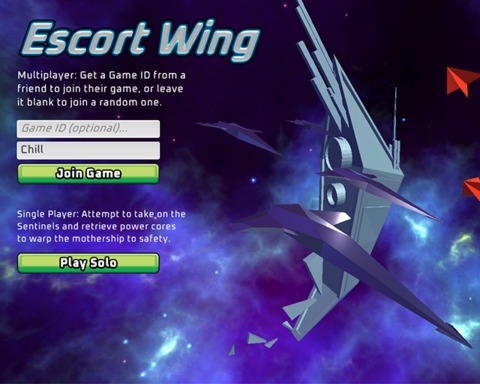 Escort Wing
Multiplayer: Get a Game ID from a
friend to join their game, or leave
it blank to join a random one.
Game ID (optional)...
Chill
Join Game
Single Player: Attempt to take on the
Sentinels and retrieve power cores
to warp the mothership to safety.
Play Solo